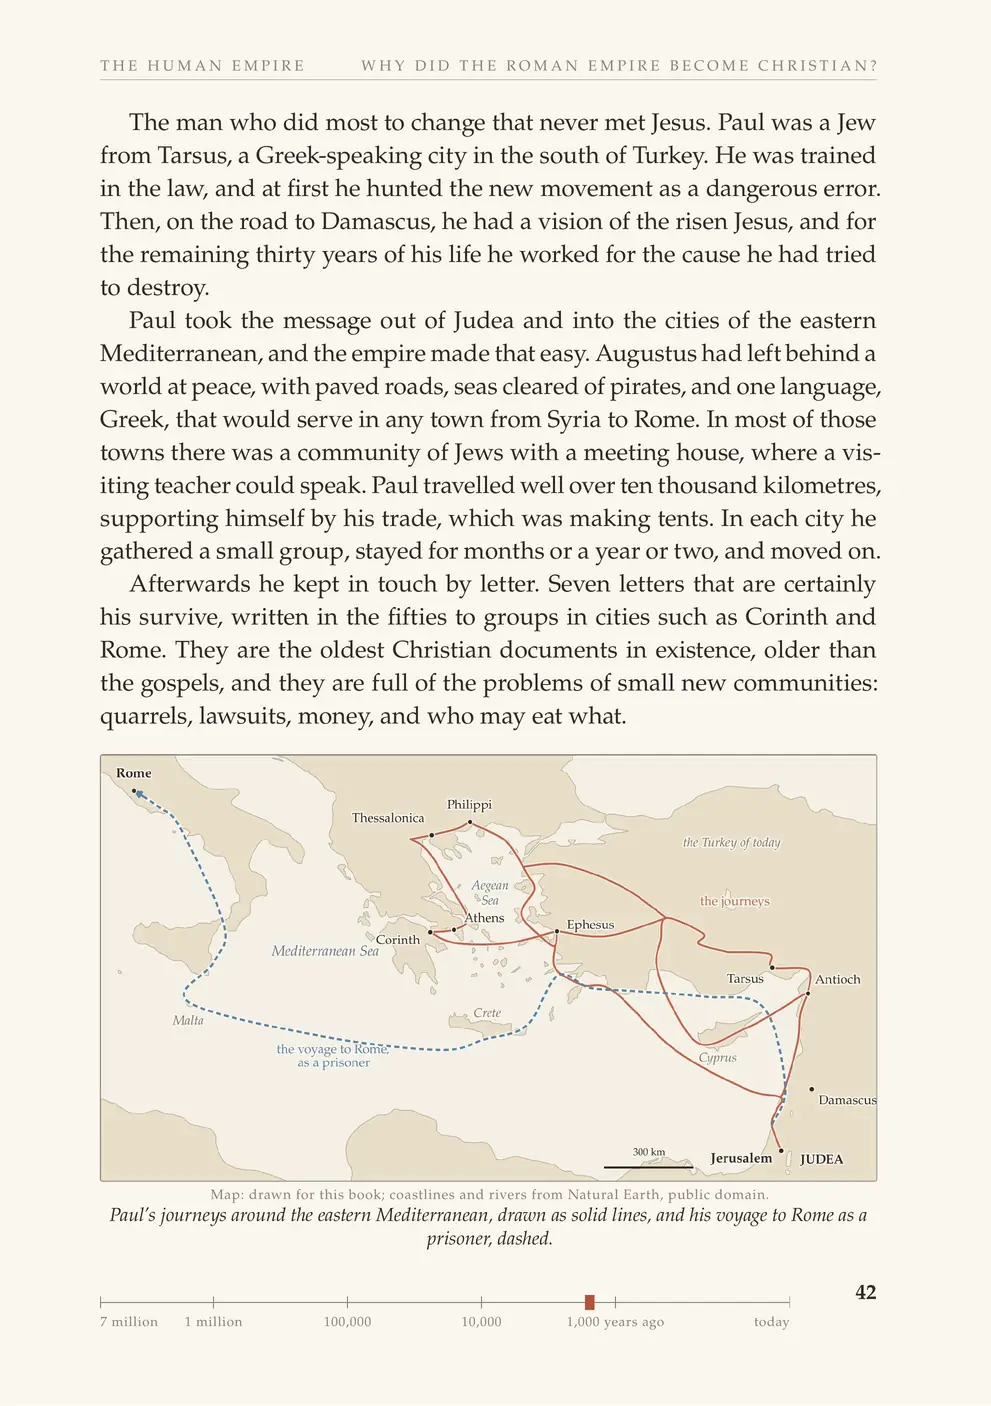 THE HUMAN EMPIRE WHY DID THE ROMAN EMPIRE BECOME CHRISTIAN?
The man who did most to change that never met Jesus. Paul was a Jew
from Tarsus, a Greek-speaking city in the south of Turkey. He was trained
in the law, and at first he hunted the new movement as a dangerous error.
Then, on the road to Damascus, he had a vision of the risen Jesus, and for
the remaining thirty years of his life he worked for the cause he had tried
to destroy.
Paul took the message out of Judea and into the cities of the eastern
Mediterranean, and the empire made that easy. Augustus had left behind a
world at peace, with paved roads, seas cleared of pirates, and one language,
Greek, that would serve in any town from Syria to Rome. In most of those
towns there was a community of Jews with a meeting house, where a vis-
iting teacher could speak. Paul travelled well over ten thousand kilometres,
supporting himself by his trade, which was making tents. In each city he
gathered a small group, stayed for months or a year or two, and moved on.
Afterwards he kept in touch by letter. Seven letters that are certainly
his survive, written in the fifties to groups in cities such as Corinth and
Rome. They are the oldest Christian documents in existence, older than
the gospels, and they are full of the problems of small new communities:
quarrels, lawsuits, money, and who may eat what.
Rome
Philippi
Thessalonica
the Turkey of today
Aegean
Sea
the journeys
Athens
Ephesus
Corinth
Mediterranean Sea
Tarsus
Antioch
Crete
Malta
the voyage to Rome,
as a prisoner
Cyprus
Damascus
300 km
Jerusalem
JUDEA
Map: drawn for this book; coastlines and rivers from Natural Earth, public domain.
Paul's journeys around the eastern Mediterranean, drawn as solid lines, and his voyage to Rome as a
prisoner, dashed.
42
7 million 1 million 100,000 10,000 1,000 years ago today